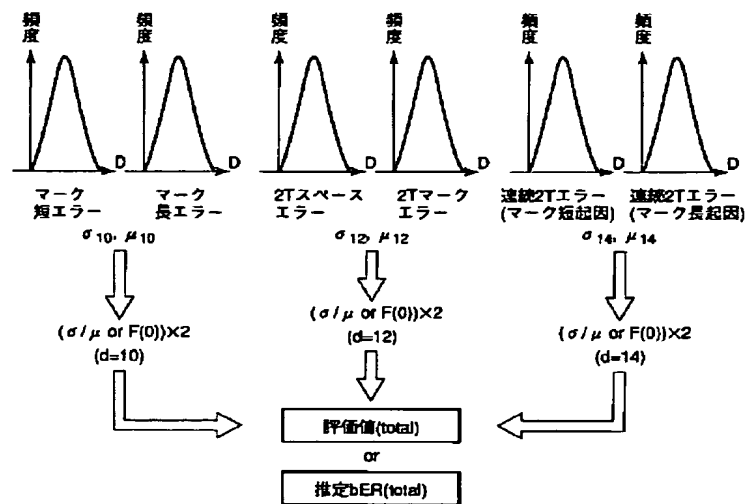 頻度 頻度 頻度 頻度 頻度 頻度
D D D D D D
マーク 短エラー
マーク 長エラー
2Tスペース エラー
2Tマーク エラー
連続2Tエラー (マーク短起因)
連続2Tエラー (マーク長起因)
σ10, μ10
σ12, μ12
σ14, μ14
(σ/μ or F(0))×2
(d=10)
(σ/μ or F(0))×2
(d=12)
(σ/μ or F(0))×2
(d=14)
評価値(total)
or
推定bER(total)